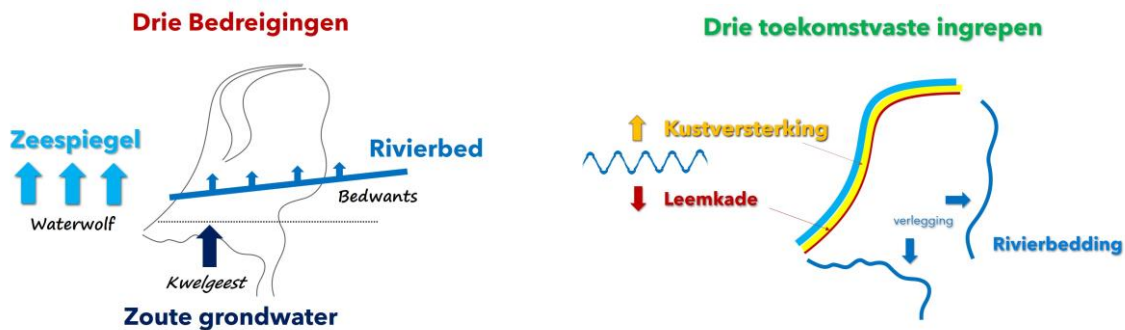 Drie Bedreigingen
Zeespiegel
Waterwolf
Rivierbed
Bedwants
Kwelgeest
Zoute grondwater
Drie toekomstvaste ingrepen
Kustversterking
Leemkade
verlegging
Rivierbedding